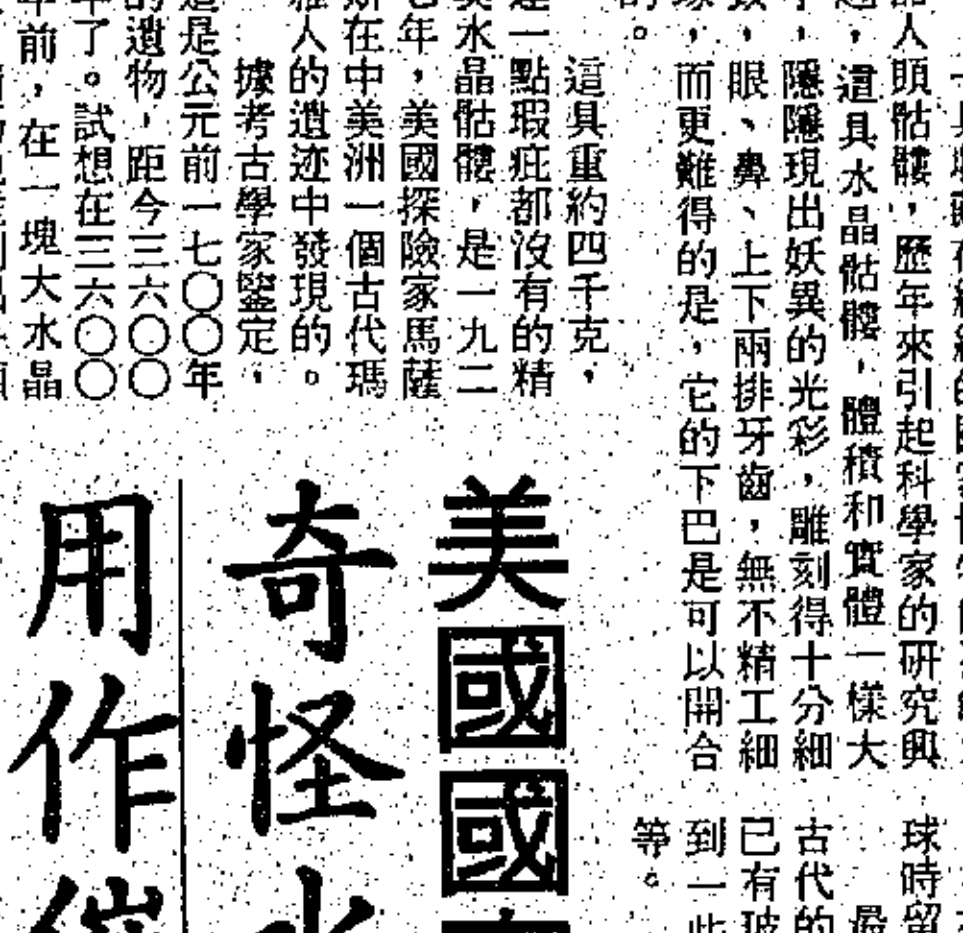 品人頭骷髏，歷年來引起科學家的研究興
，這具水晶骷髏，體積和實體一樣大
，隱隱現出妖異的光彩，雕刻得十分細
，眼、鼻、上下兩排牙齒，無不精工細
，而更難得的是，它的下巴是可以開合
的。
這具重約四千克，
連一點瑕疵都沒有的精
美水晶骷髏，是一九二
七年，美國探險家馬薩
斯在中美洲一個古代瑪
雅人的遺迹中發現的。
據考古學家鑒定，
這是公元前一七〇〇年
的遺物，距今三六〇〇
年了。試想在三六〇〇
年前，在一塊大水晶
美國國
奇怪水
用作催
球時留
古代的
已有玻
到一些
等。